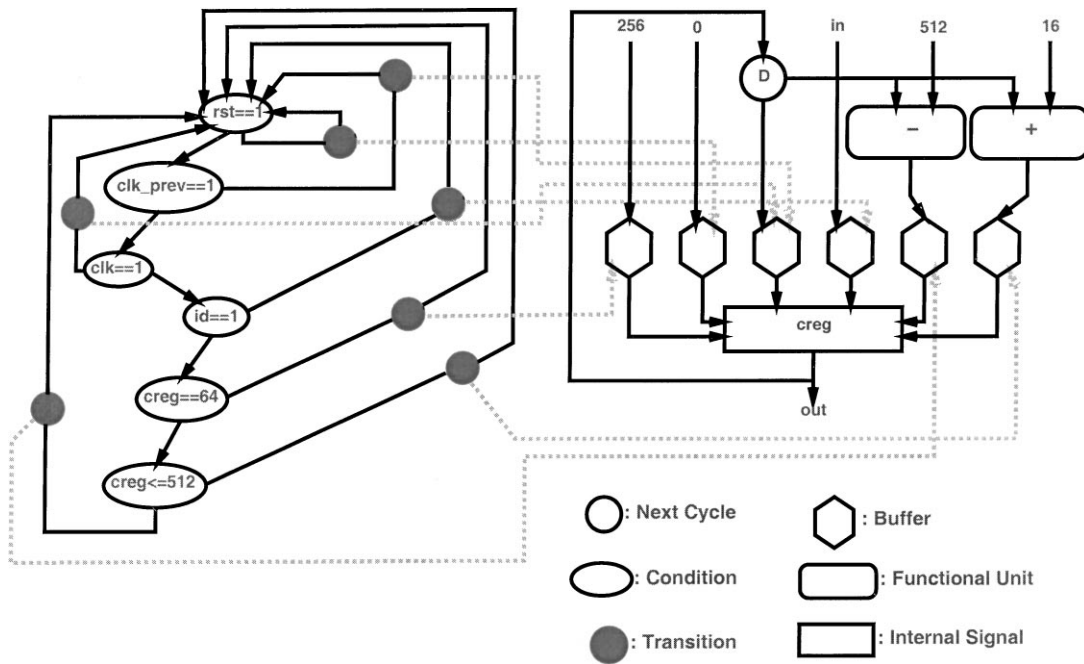 256
0
in
512
16
rst==1
D
−
+
clk_prev==1
clk==1
id==1
creg
creg==64
out
creg<=512
: Next Cycle
: Buffer
: Condition
: Functional Unit
: Transition
: Internal Signal